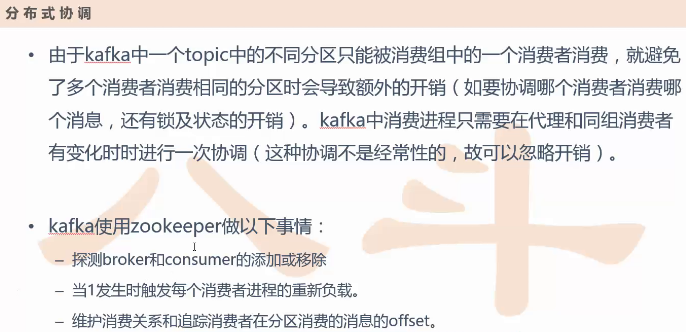 分布式协调
• 由于kafka中一个topic中的不同分区只能被消费组中的一个消费者消费，就避免
了多个消费者消费相同的分区时会导致额外的开销（如要协调哪个消费者消费哪
个消息，还有锁及状态的开销）。kafka中消费进程只需要在代理和同组消费者
有变化时时进行一次协调（这种协调不是经常性的，故可以忽略开销）。
• kafka使用zookeeper做以下事情：
– 探测broker和consumer的添加或移除
– 当1发生时触发每个消费者进程的重新负载。
– 维护消费关系和追踪消费者在分区消费的消息的offset。
八斗